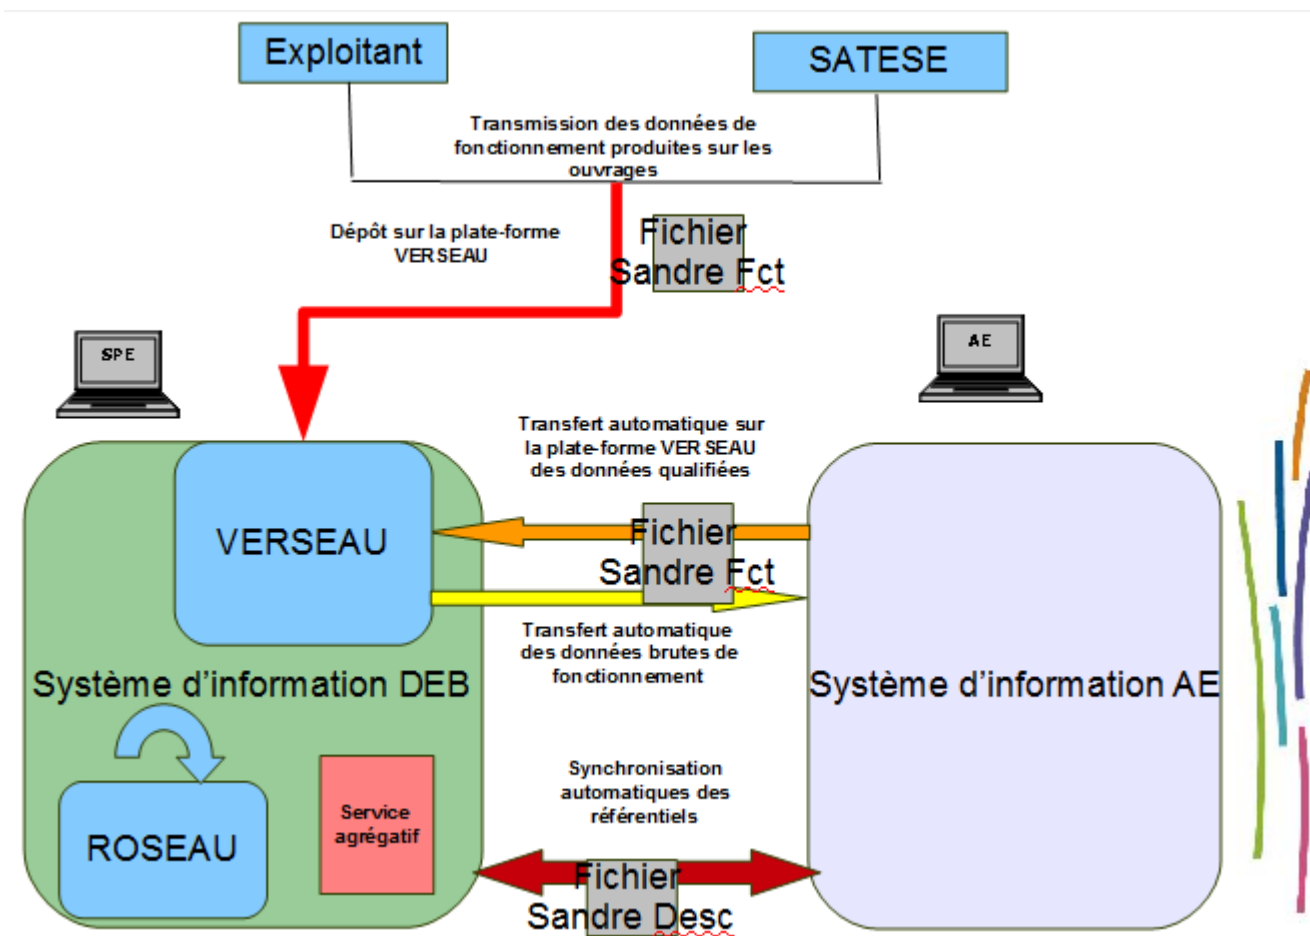 Exploitant
SATESE
Transmission des données de
fonctionnement produites sur les
ouvrages
Dépôt sur la plate-forme
VERSEAU
Fichier
Sandre Fct
SPE
AE
Transfert automatique sur
la plate-forme VERSEAU
des données qualifiées
VERSEAU
Fichier
Sandre Fct
Transfert automatique
des données brutes de
fonctionnement
Système d'information DEB
Système d'information AE
Synchronisation
automatiques des
référentiels
Service
agrégatif
ROSEAU
Fichier
Sandre Desc